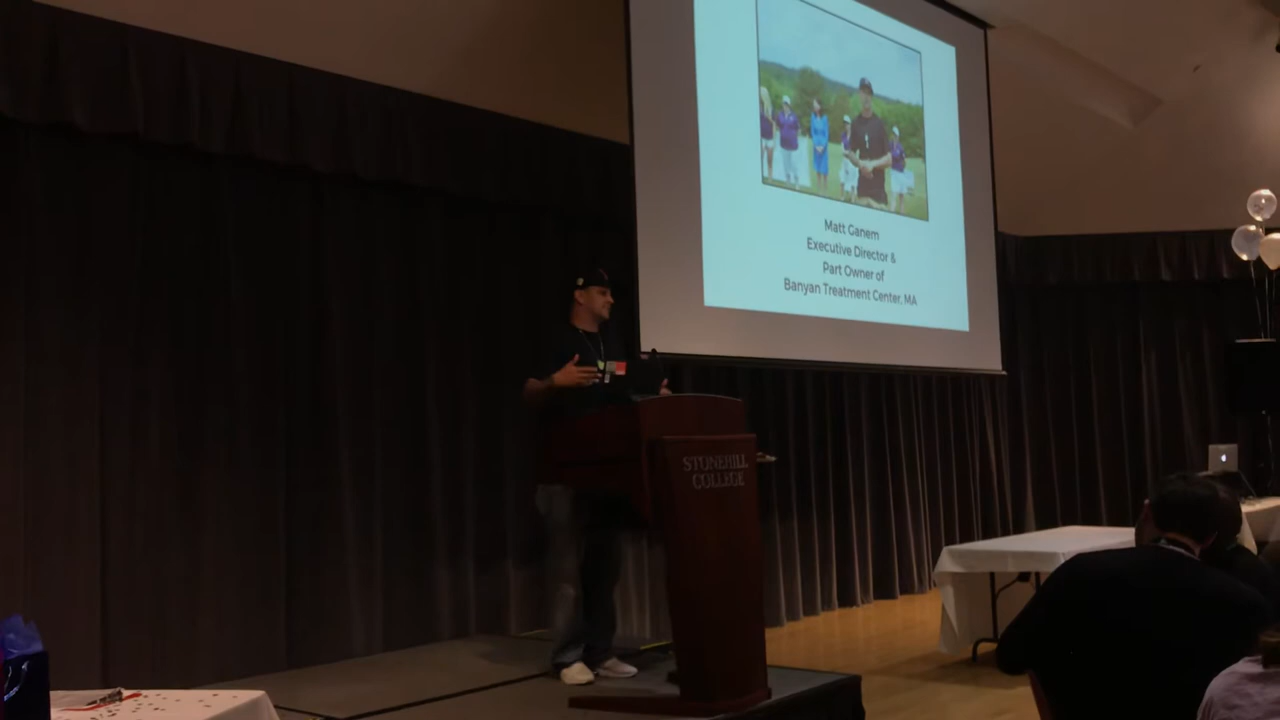 Matt Ganem
Executive Director &
Part Owner of
Banyan Treatment Center, MA
STONEHILL
COLLEGE